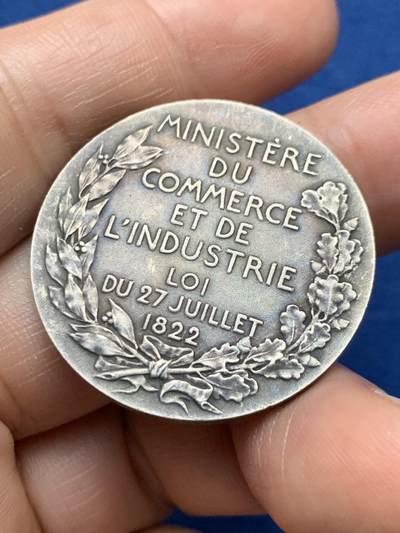 MINISTÈRE
DU
COMMERCE
ET DE
L'INDUSTRIE
LOI
DU 27 JUILLET
1822